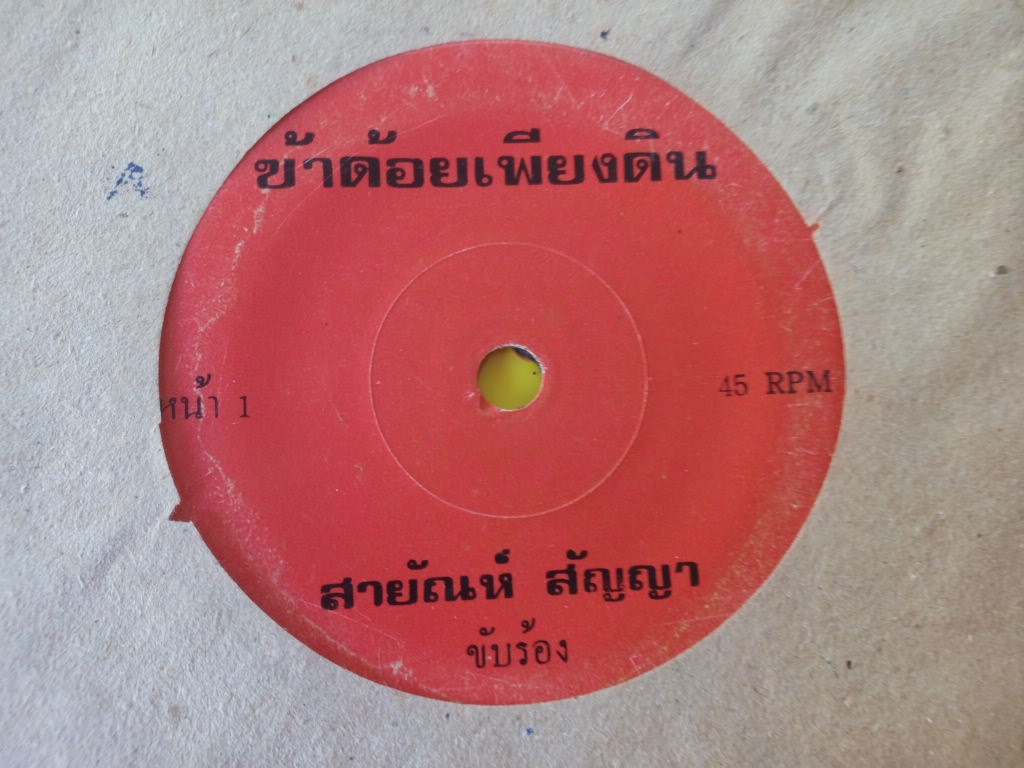 ข้าด้อยเพียงดิน
หน้า 1
45 RPM
สายัณห์ สัญญา
ขับร้อง